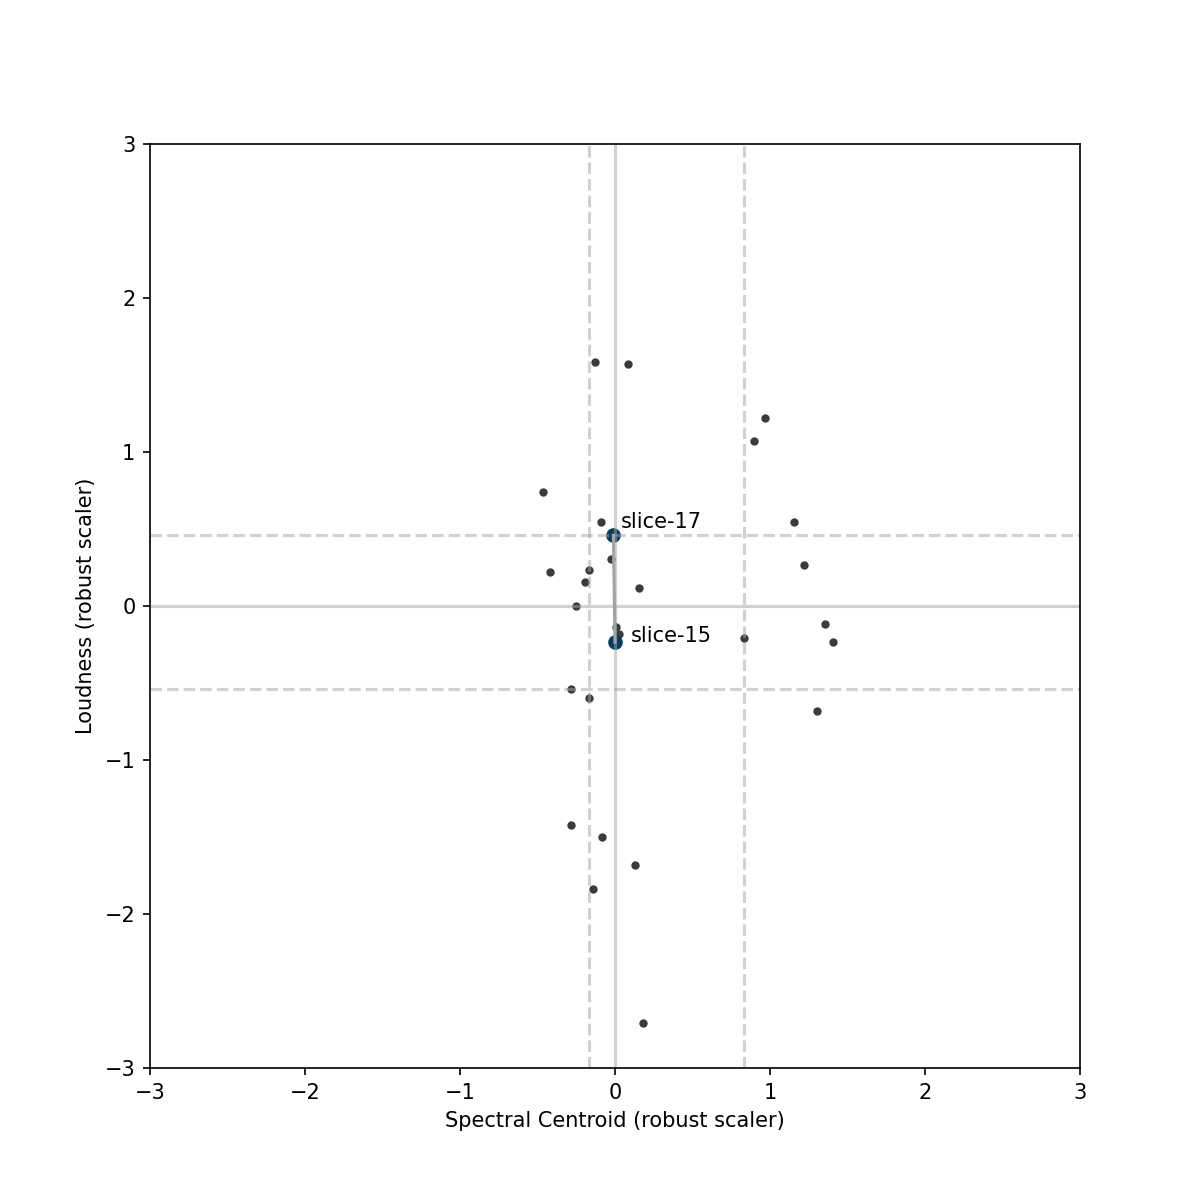 3
2
1
slice-17
0
slice-15
−1
−2
−3
−3 −2 −1 0 1 2 3
Spectral Centroid (robust scaler)
Loudness (robust scaler)